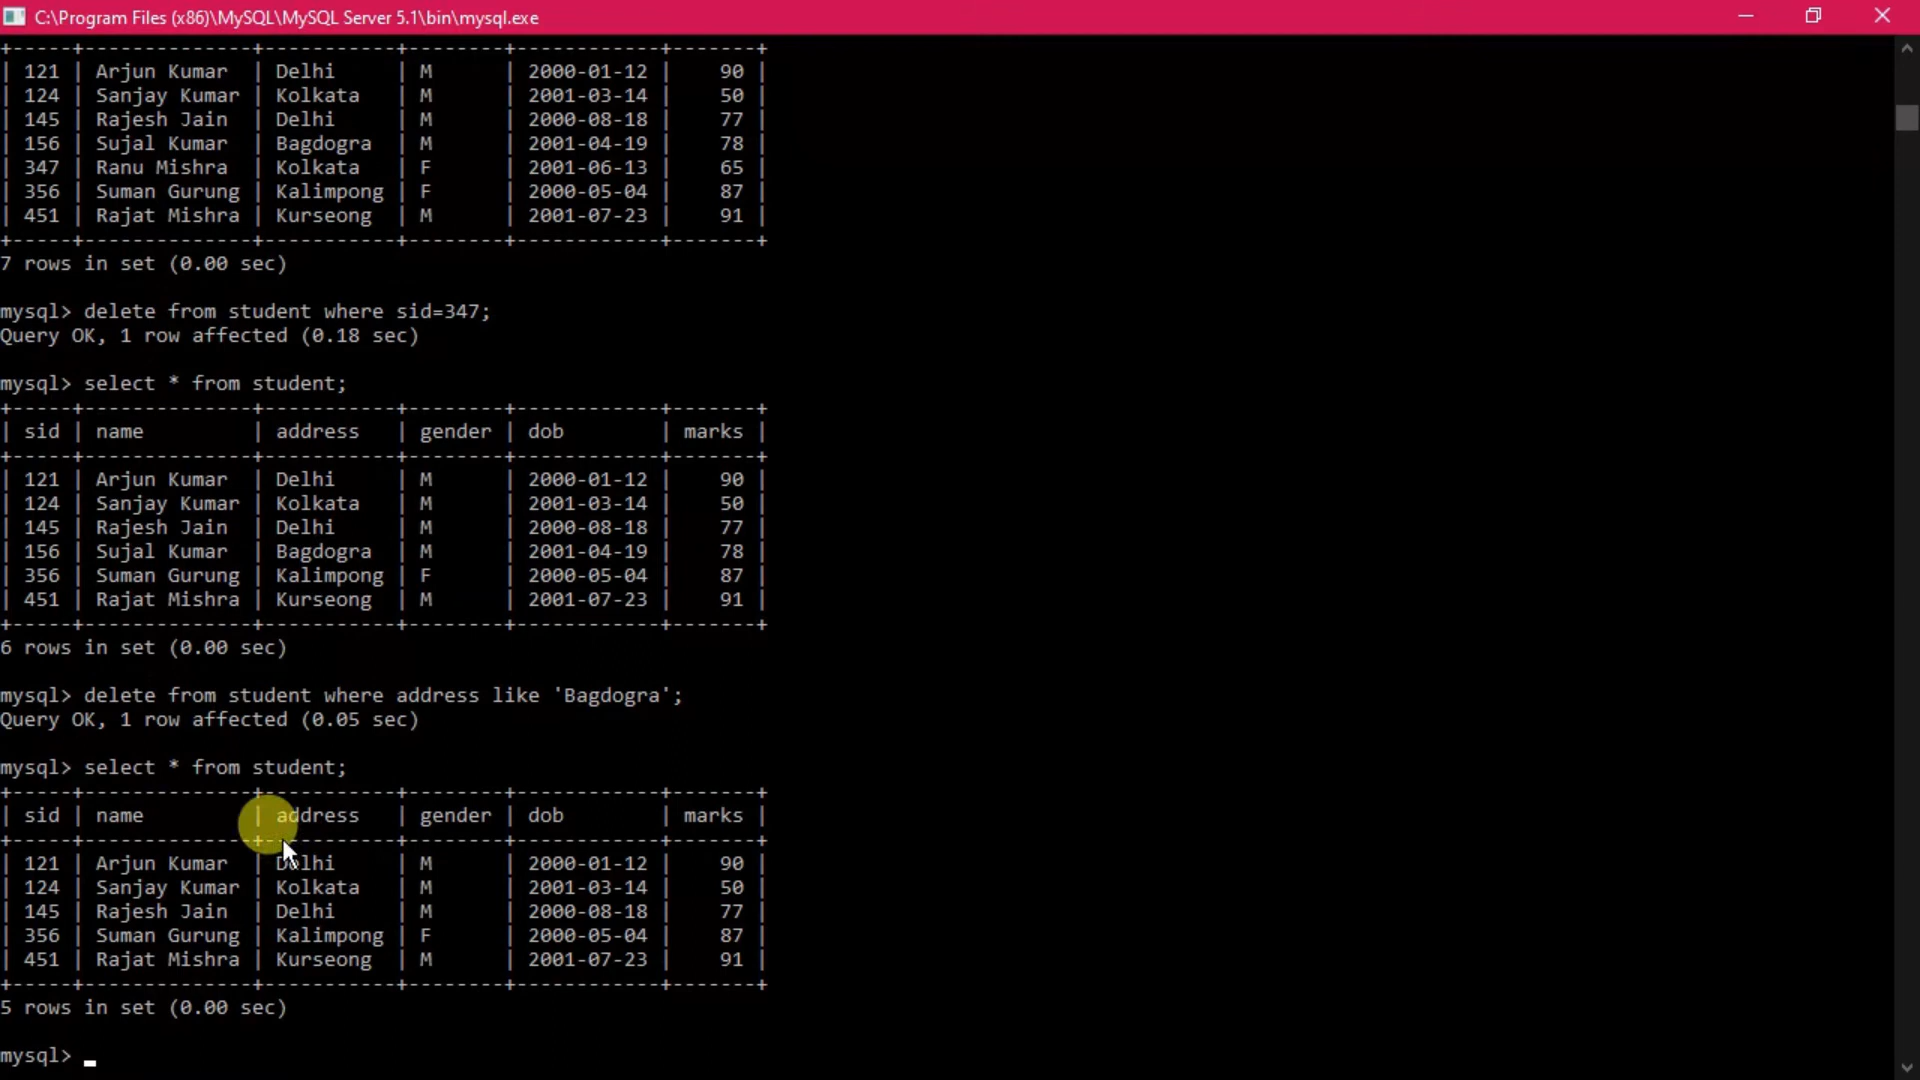 C:\Program Files (x86)\MySQL\MySQL Server 5.1\bin\mysql.exe
+-----+--------------+-----------+--------+------------+-------+
| 121 | Arjun Kumar  | Delhi     | M      | 2000-01-12 |    90 |
| 124 | Sanjay Kumar | Kolkata   | M      | 2001-03-14 |    50 |
| 145 | Rajesh Jain  | Delhi     | M      | 2000-08-18 |    77 |
| 156 | Sujal Kumar  | Bagdogra  | M      | 2001-04-19 |    78 |
| 347 | Ranu Mishra  | Kolkata   | F      | 2001-06-13 |    65 |
| 356 | Suman Gurung | Kalimpong | F      | 2000-05-04 |    87 |
| 451 | Rajat Mishra | Kurseong  | M      | 2001-07-23 |    91 |
+-----+--------------+-----------+--------+------------+-------+
7 rows in set (0.00 sec)
mysql> delete from student where sid=347;
Query OK, 1 row affected (0.18 sec)
mysql> select * from student;
+-----+--------------+-----------+--------+------------+-------+
| sid | name         | address   | gender | dob        | marks |
+-----+--------------+-----------+--------+------------+-------+
| 121 | Arjun Kumar  | Delhi     | M      | 2000-01-12 |    90 |
| 124 | Sanjay Kumar | Kolkata   | M      | 2001-03-14 |    50 |
| 145 | Rajesh Jain  | Delhi     | M      | 2000-08-18 |    77 |
| 156 | Sujal Kumar  | Bagdogra  | M      | 2001-04-19 |    78 |
| 356 | Suman Gurung | Kalimpong | F      | 2000-05-04 |    87 |
| 451 | Rajat Mishra | Kurseong  | M      | 2001-07-23 |    91 |
+-----+--------------+-----------+--------+------------+-------+
6 rows in set (0.00 sec)
mysql> delete from student where address like 'Bagdogra';
Query OK, 1 row affected (0.05 sec)
mysql> select * from student;
+-----+--------------+-----------+--------+------------+-------+
| sid | name         | address   | gender | dob        | marks |
+-----+--------------+-----------+--------+------------+-------+
| 121 | Arjun Kumar  | Delhi     | M      | 2000-01-12 |    90 |
| 124 | Sanjay Kumar | Kolkata   | M      | 2001-03-14 |    50 |
| 145 | Rajesh Jain  | Delhi     | M      | 2000-08-18 |    77 |
| 356 | Suman Gurung | Kalimpong | F      | 2000-05-04 |    87 |
| 451 | Rajat Mishra | Kurseong  | M      | 2001-07-23 |    91 |
+-----+--------------+-----------+--------+------------+-------+
5 rows in set (0.00 sec)
mysql> _